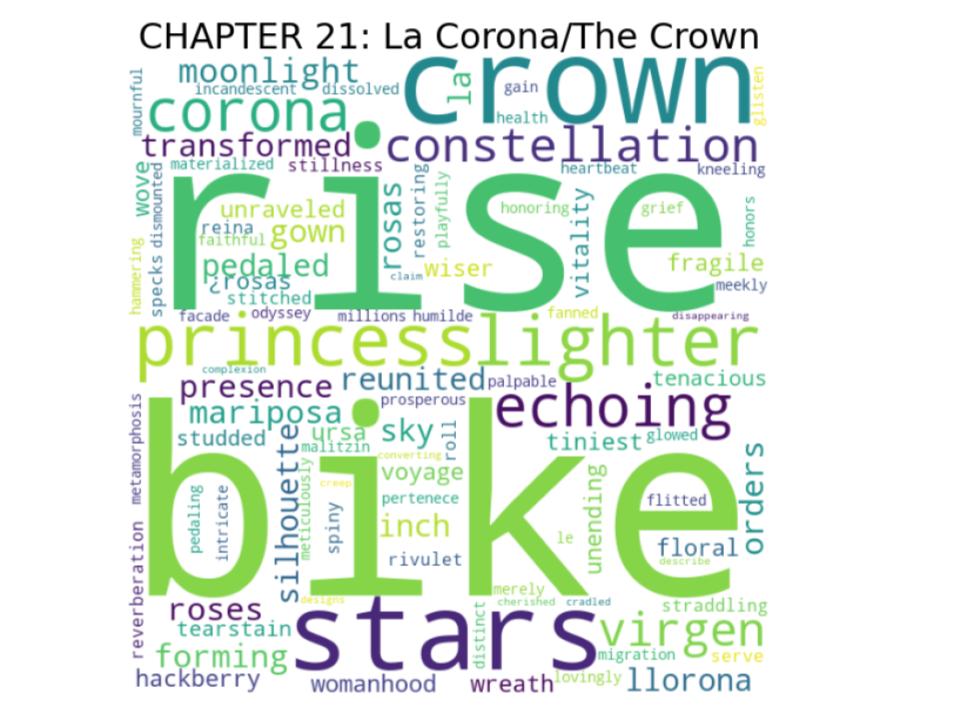 CHAPTER 21: La Corona/The Crown
mournful
moonlight
incandescent
dissolved
crown
la
gain
health
glisten
corona
transformed
constellation
materialized
stillness
heartbeat
kneeling
wove
dismounted
rise
unraveled
reina
faithful
gown
rosas
restoring
playfully
honoring
vitality
grief
honors
hammering
specks
pedaled
¿rosas
stitched
claim
wiser
fragile
meekly
facade
odyssey
millions
humilde
fanned
disappearing
princess
lighter
complexion
presence
reunited
palpable
tenacious
metamorphosis
mariposa
prosperous
echoing
studded
silhouette
ursa
malitzin
sky
roll
tiniest
glowed
converting
voyage
bike
pedaling
intricate
meticulously
creep
spiny
pertenece
inch
rivulet
le
unending
flitted
orders
floral
describe
reverberation
merely
designs
cherished
cradled
roses
stars
distinct
straddling
tearstain
virgen
forming
migration
serve
hackberry
womanhood
wreath
lovingly
llorona